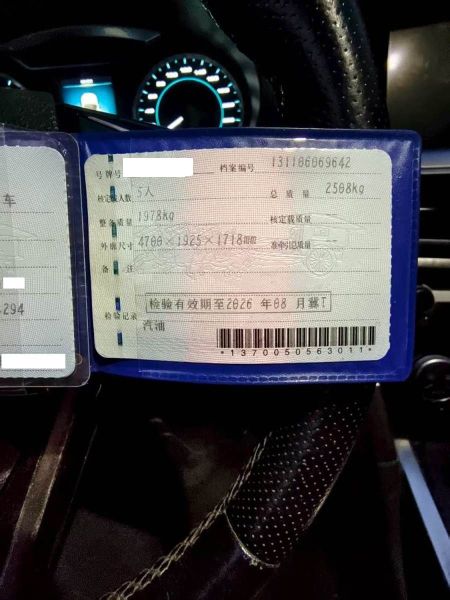 车
294
号牌号
档案编号 131186069642
核定载人数 5人
总质量 2508kg
整备质量 1978kg
核定载质量 --
外廓尺寸 4700×1925×1718mm
准牵引总质量 --
备注
检验有效期至2026 年08 月冀T
检验记录
汽油
*1370050563011*